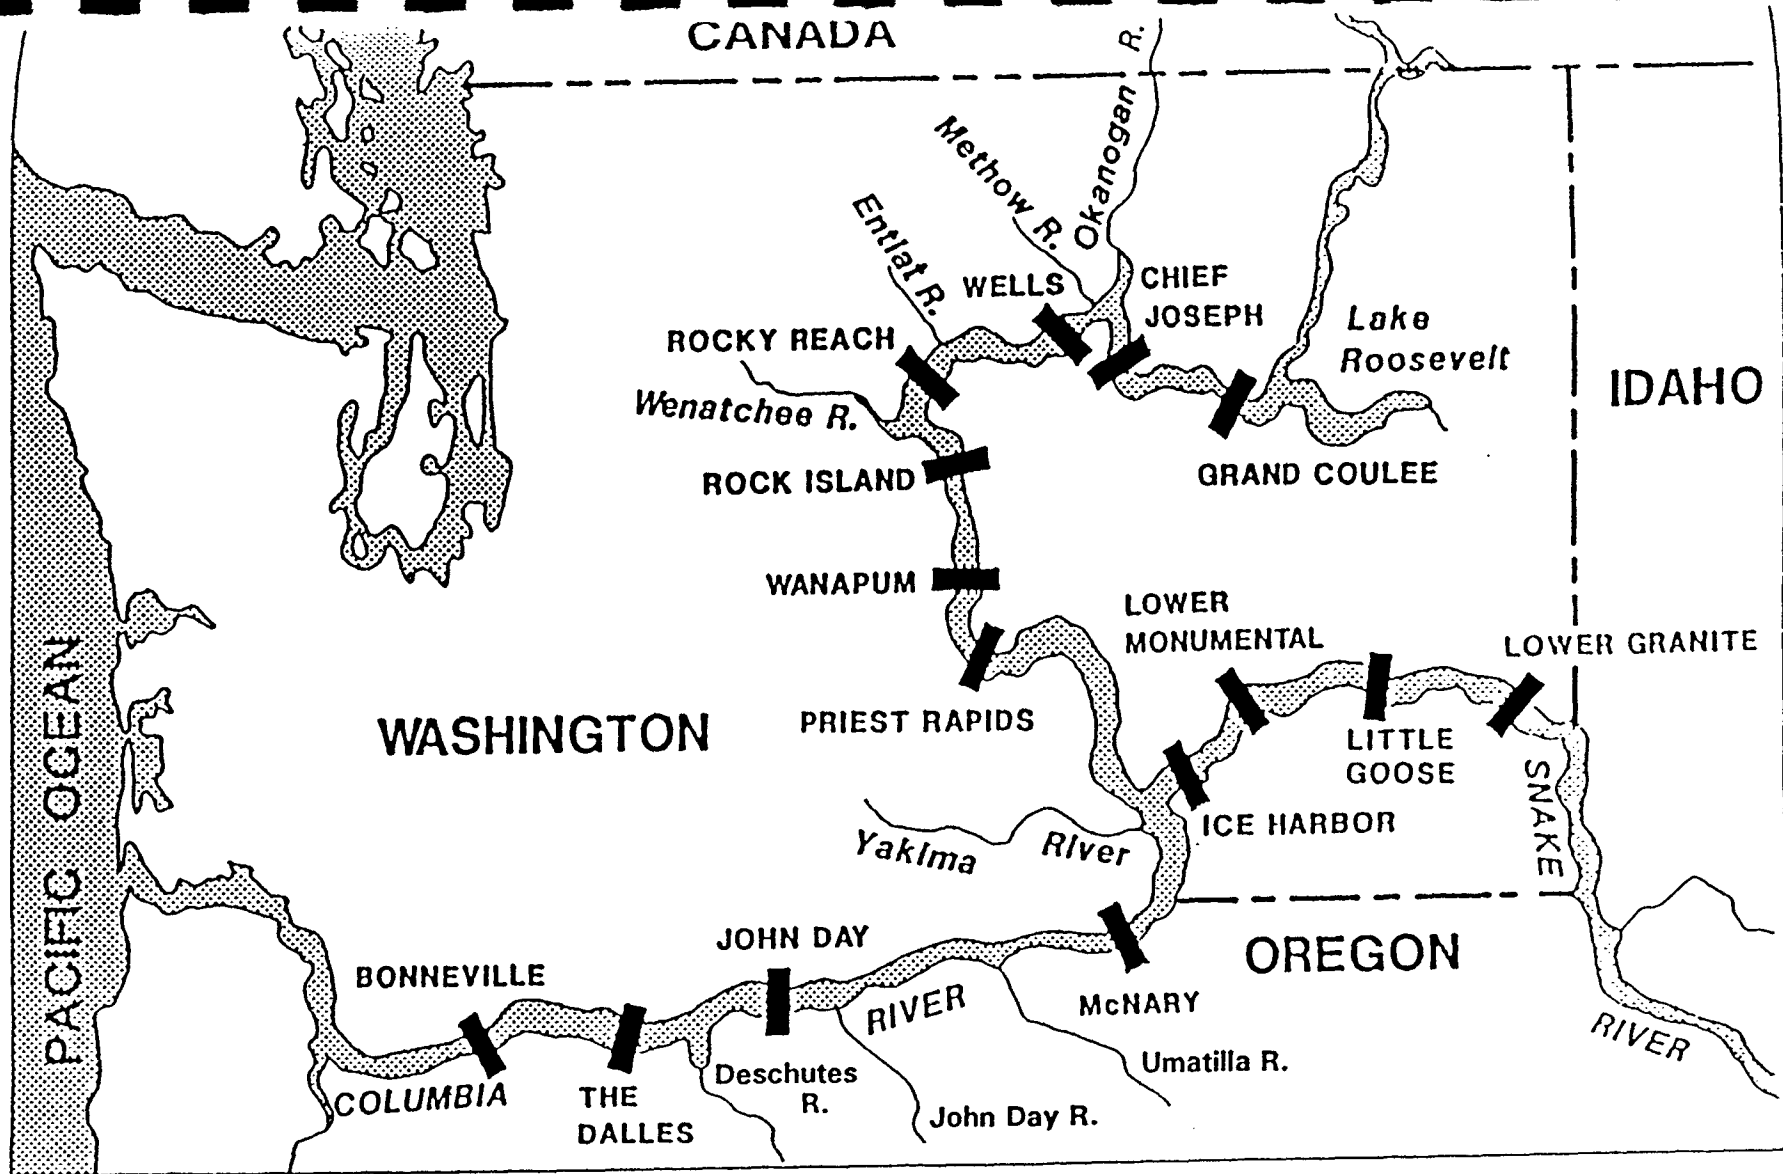 CANADA
Okanogan R.
Methow R.
Entiat R.
WELLS
CHIEF
JOSEPH
ROCKY REACH
Lake
Roosevelt
IDAHO
Wenatchee R.
ROCK ISLAND
GRAND COULEE
WANAPUM
LOWER
MONUMENTAL
LOWER GRANITE
PRIEST RAPIDS
WASHINGTON
LITTLE
GOOSE
SNAKE
ICE HARBOR
Yakima River
PACIFIC OCEAN
JOHN DAY
OREGON
BONNEVILLE
McNARY
RIVER
RIVER
Umatilla R.
Deschutes
R.
COLUMBIA
THE
DALLES
John Day R.